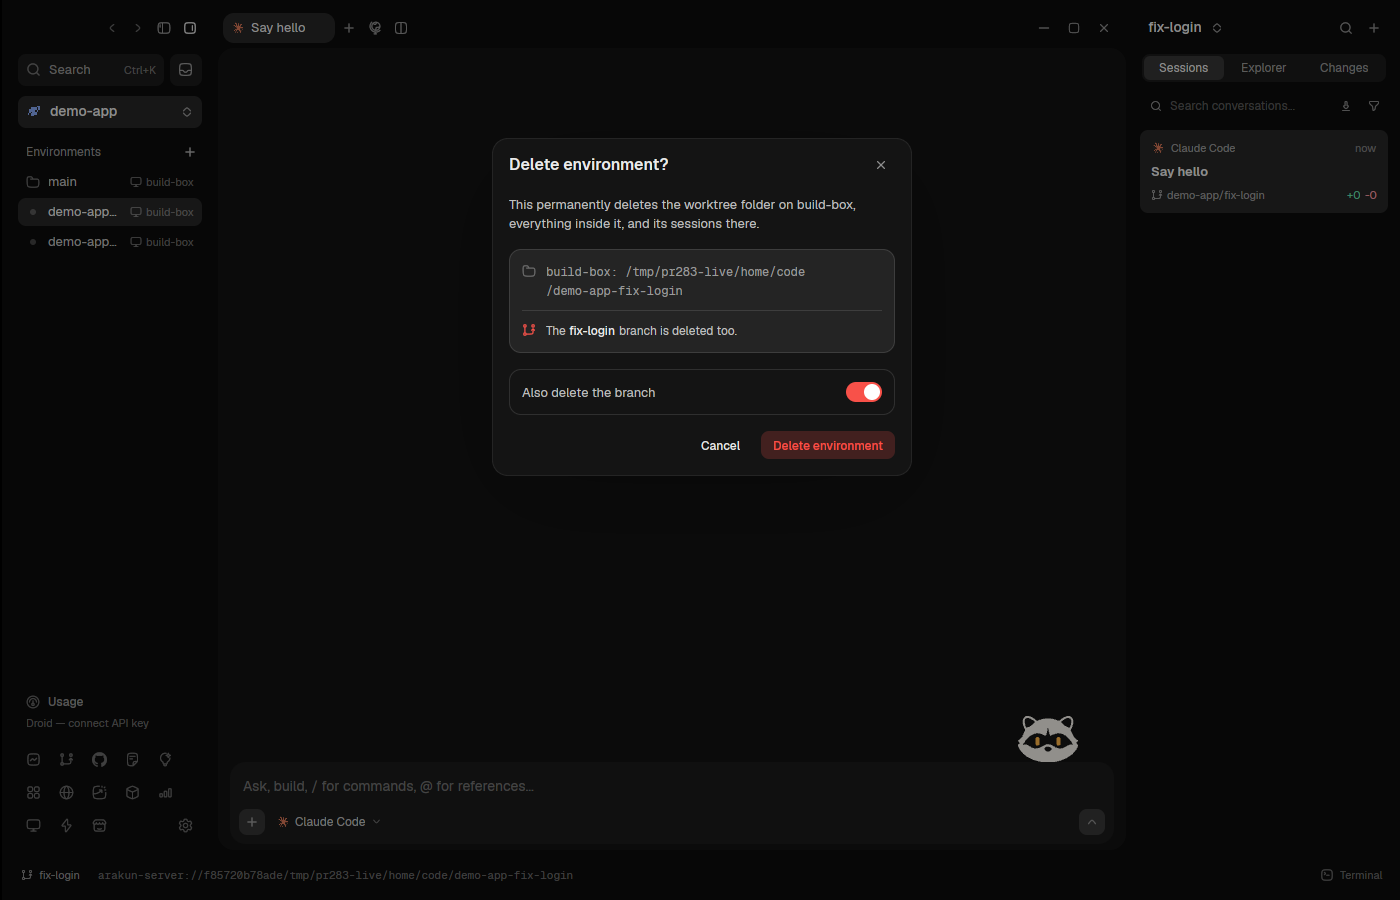 Say hello
fix-login
Search Ctrl+K
demo-app
Environments
main build-box
demo-app... build-box
demo-app... build-box
Sessions Explorer Changes
Search conversations...
Claude Code now
Say hello
demo-app/fix-login +0 -0
Delete environment?
This permanently deletes the worktree folder on build-box,
everything inside it, and its sessions there.
build-box: /tmp/pr283-live/home/code
/demo-app-fix-login
The fix-login branch is deleted too.
Also delete the branch
Cancel Delete environment
Usage
Droid — connect API key
Ask, build, / for commands, @ for references...
Claude Code
fix-login arakun-server://f85720b78ade/tmp/pr283-live/home/code/demo-app-fix-login
Terminal